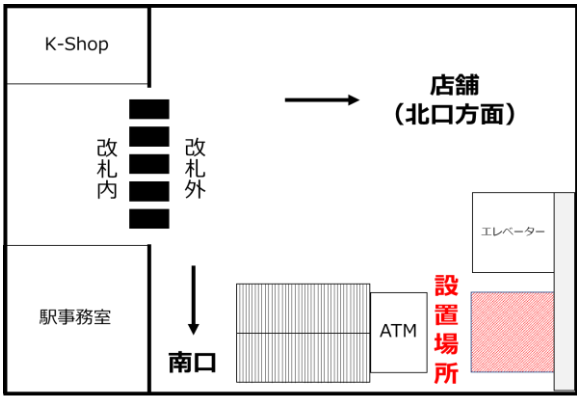 K-Shop
店舗
（北口方面）
改札内
改札外
エレベーター
駅事務室
南口
ATM
設置場所